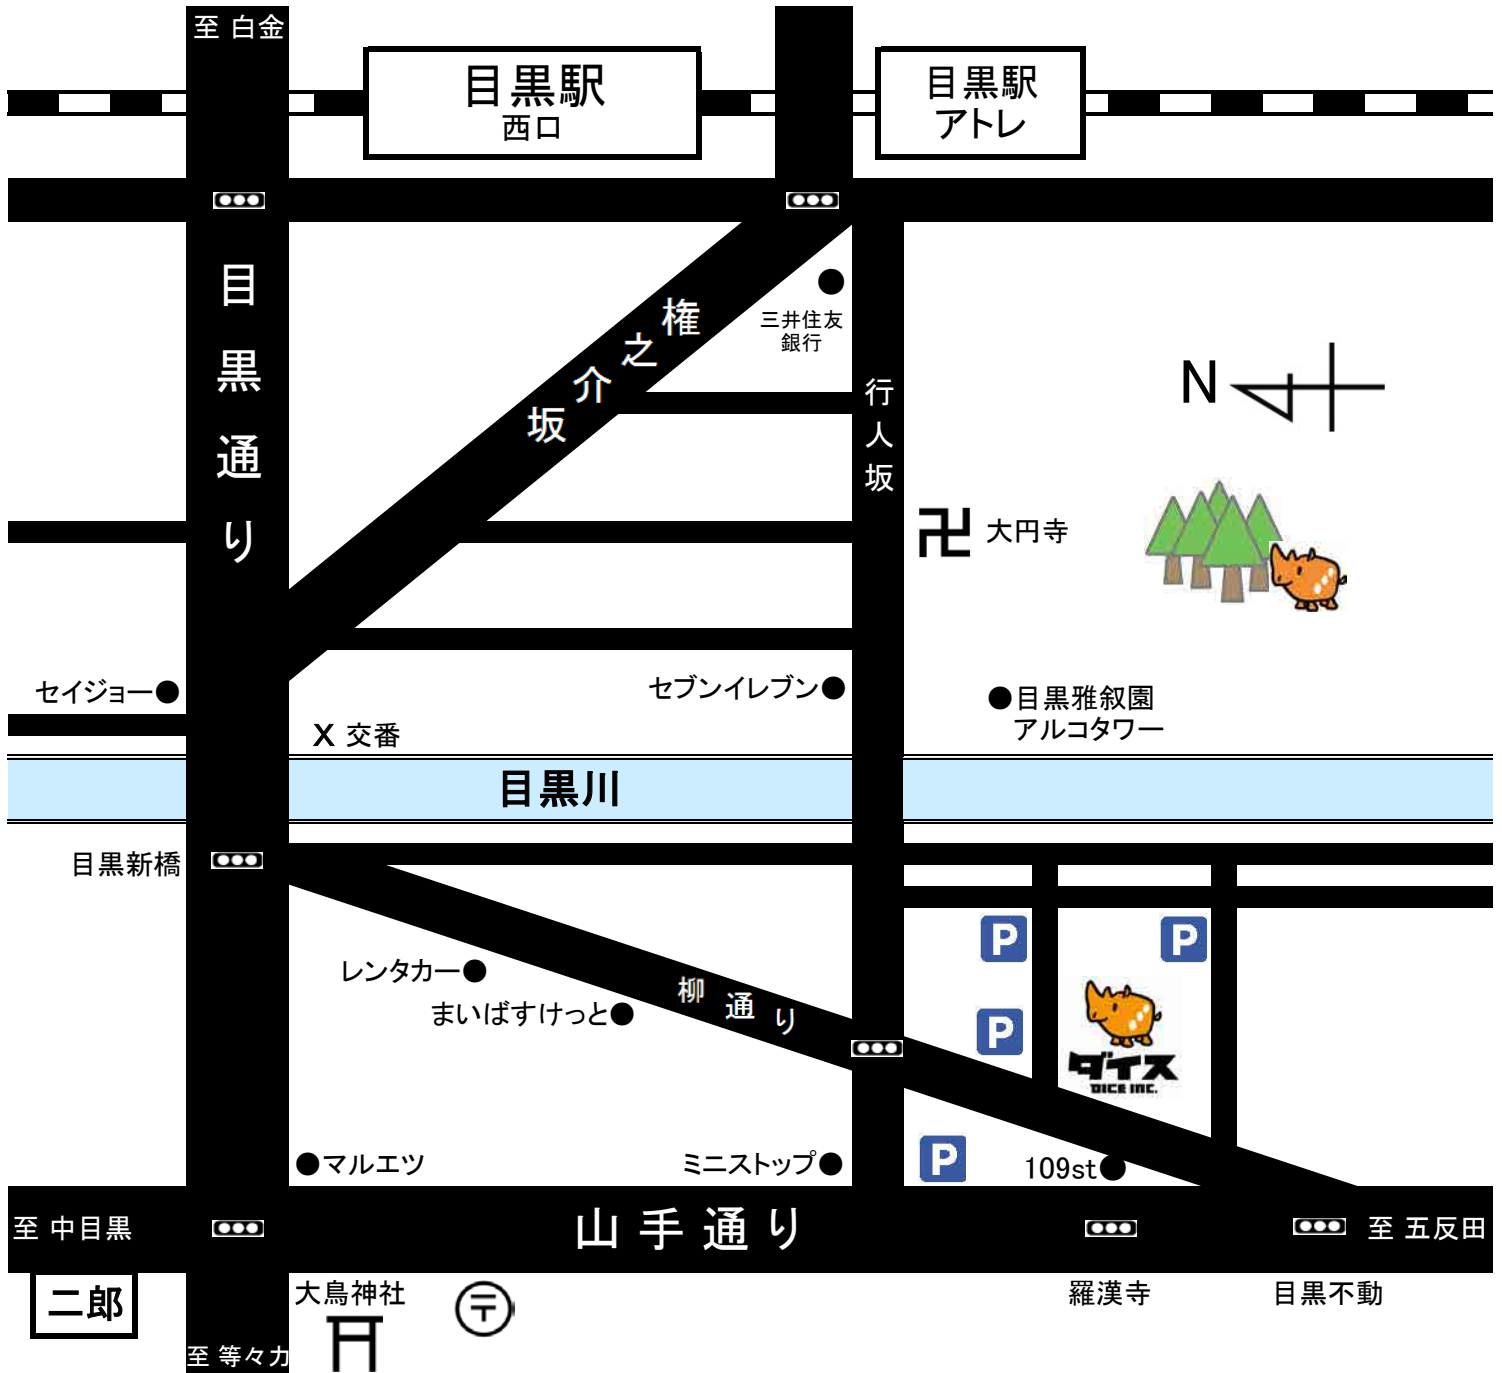 至 白金
目黒駅
西口
目黒駅
アトレ
目黒通り
権之介坂
三井住友
銀行
行人坂
N
卍 大円寺
セイジョー●
セブンイレブン●
●目黒雅叙園
アルコタワー
X 交番
目黒川
目黒新橋
P
P
レンタカー●
まいばすけっと●
柳通り
P
ダイス
DICE INC.
●マルエツ
ミニストップ●
P
109st●
至 中目黒
山手通り
至 五反田
二郎
大鳥神社
〒
羅漢寺
目黒不動
至 等々力